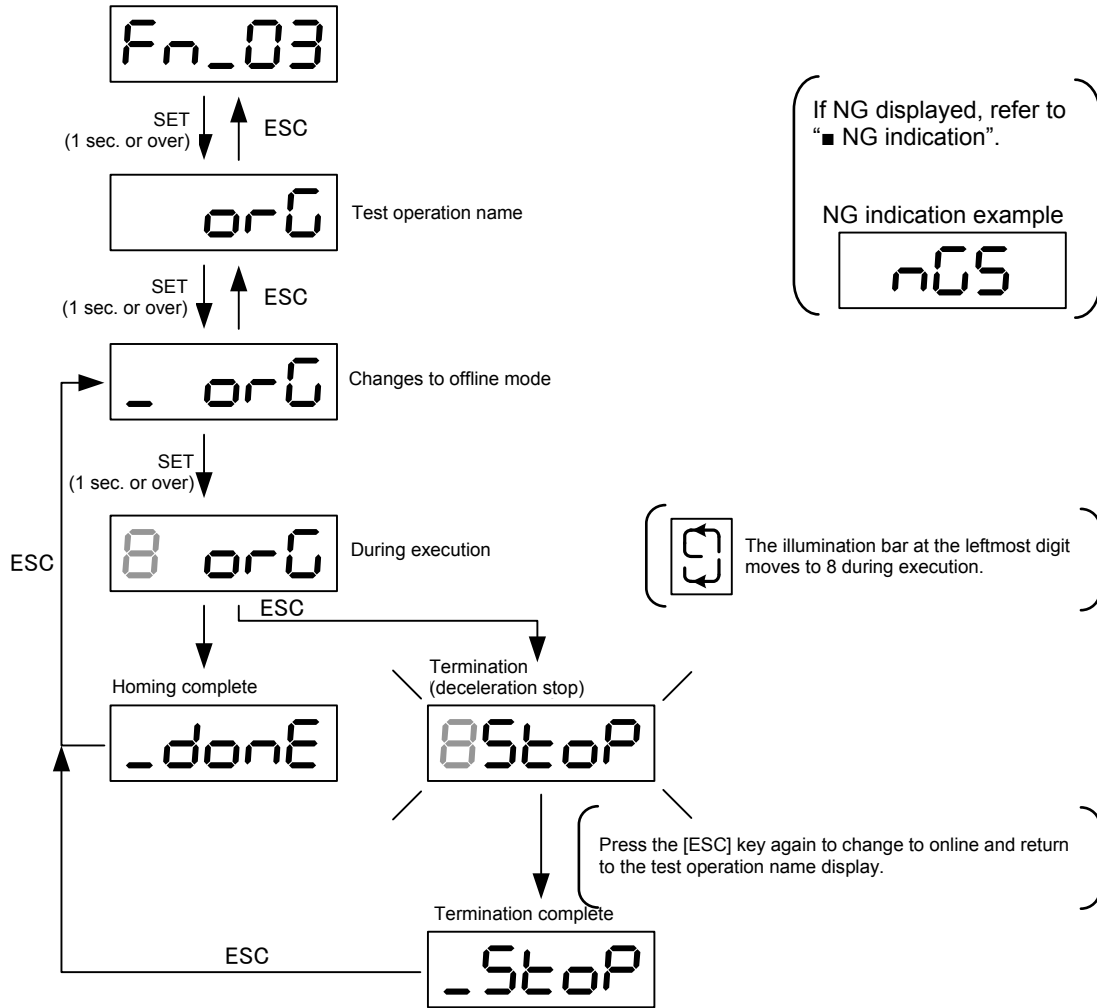 Fn_03
SET
(1 sec. or over)
ESC
If NG displayed, refer to
“■ NG indication”.
NG indication example
nGS
orG
Test operation name
SET
(1 sec. or over)
ESC
_ orG
Changes to offline mode
SET
(1 sec. or over)
8 orG
During execution
The illumination bar at the leftmost digit
moves to 8 during execution.
ESC
ESC
Homing complete
_donE
Termination
(deceleration stop)
8StoP
Press the [ESC] key again to change to online and return
to the test operation name display.
Termination complete
_StoP
ESC